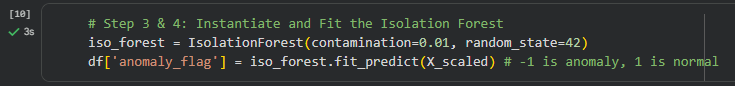 [10]
3s
# Step 3 & 4: Instantiate and Fit the Isolation Forest
iso_forest = IsolationForest(contamination=0.01, random_state=42)
df['anomaly_flag'] = iso_forest.fit_predict(X_scaled) # -1 is anomaly, 1 is normal